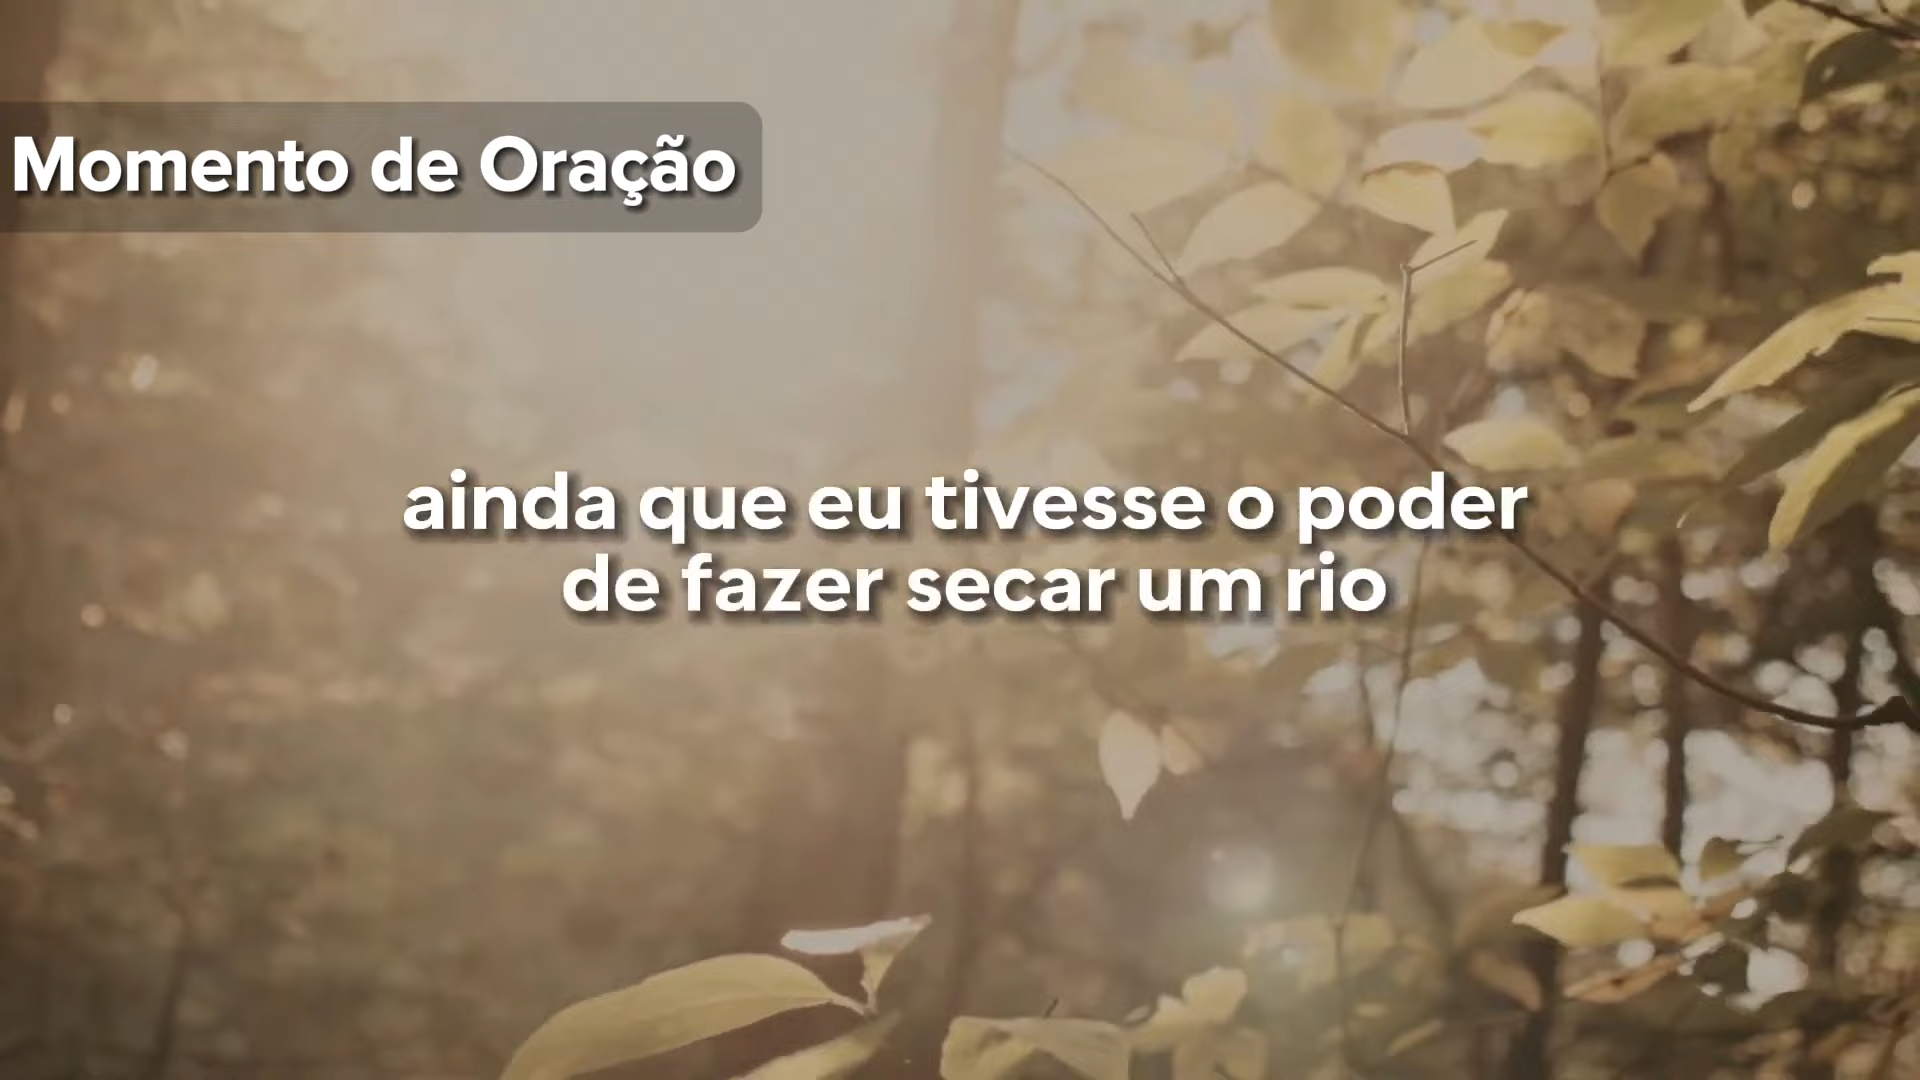 Momento de Oração
ainda que eu tivesse o poder
de fazer secar um rio